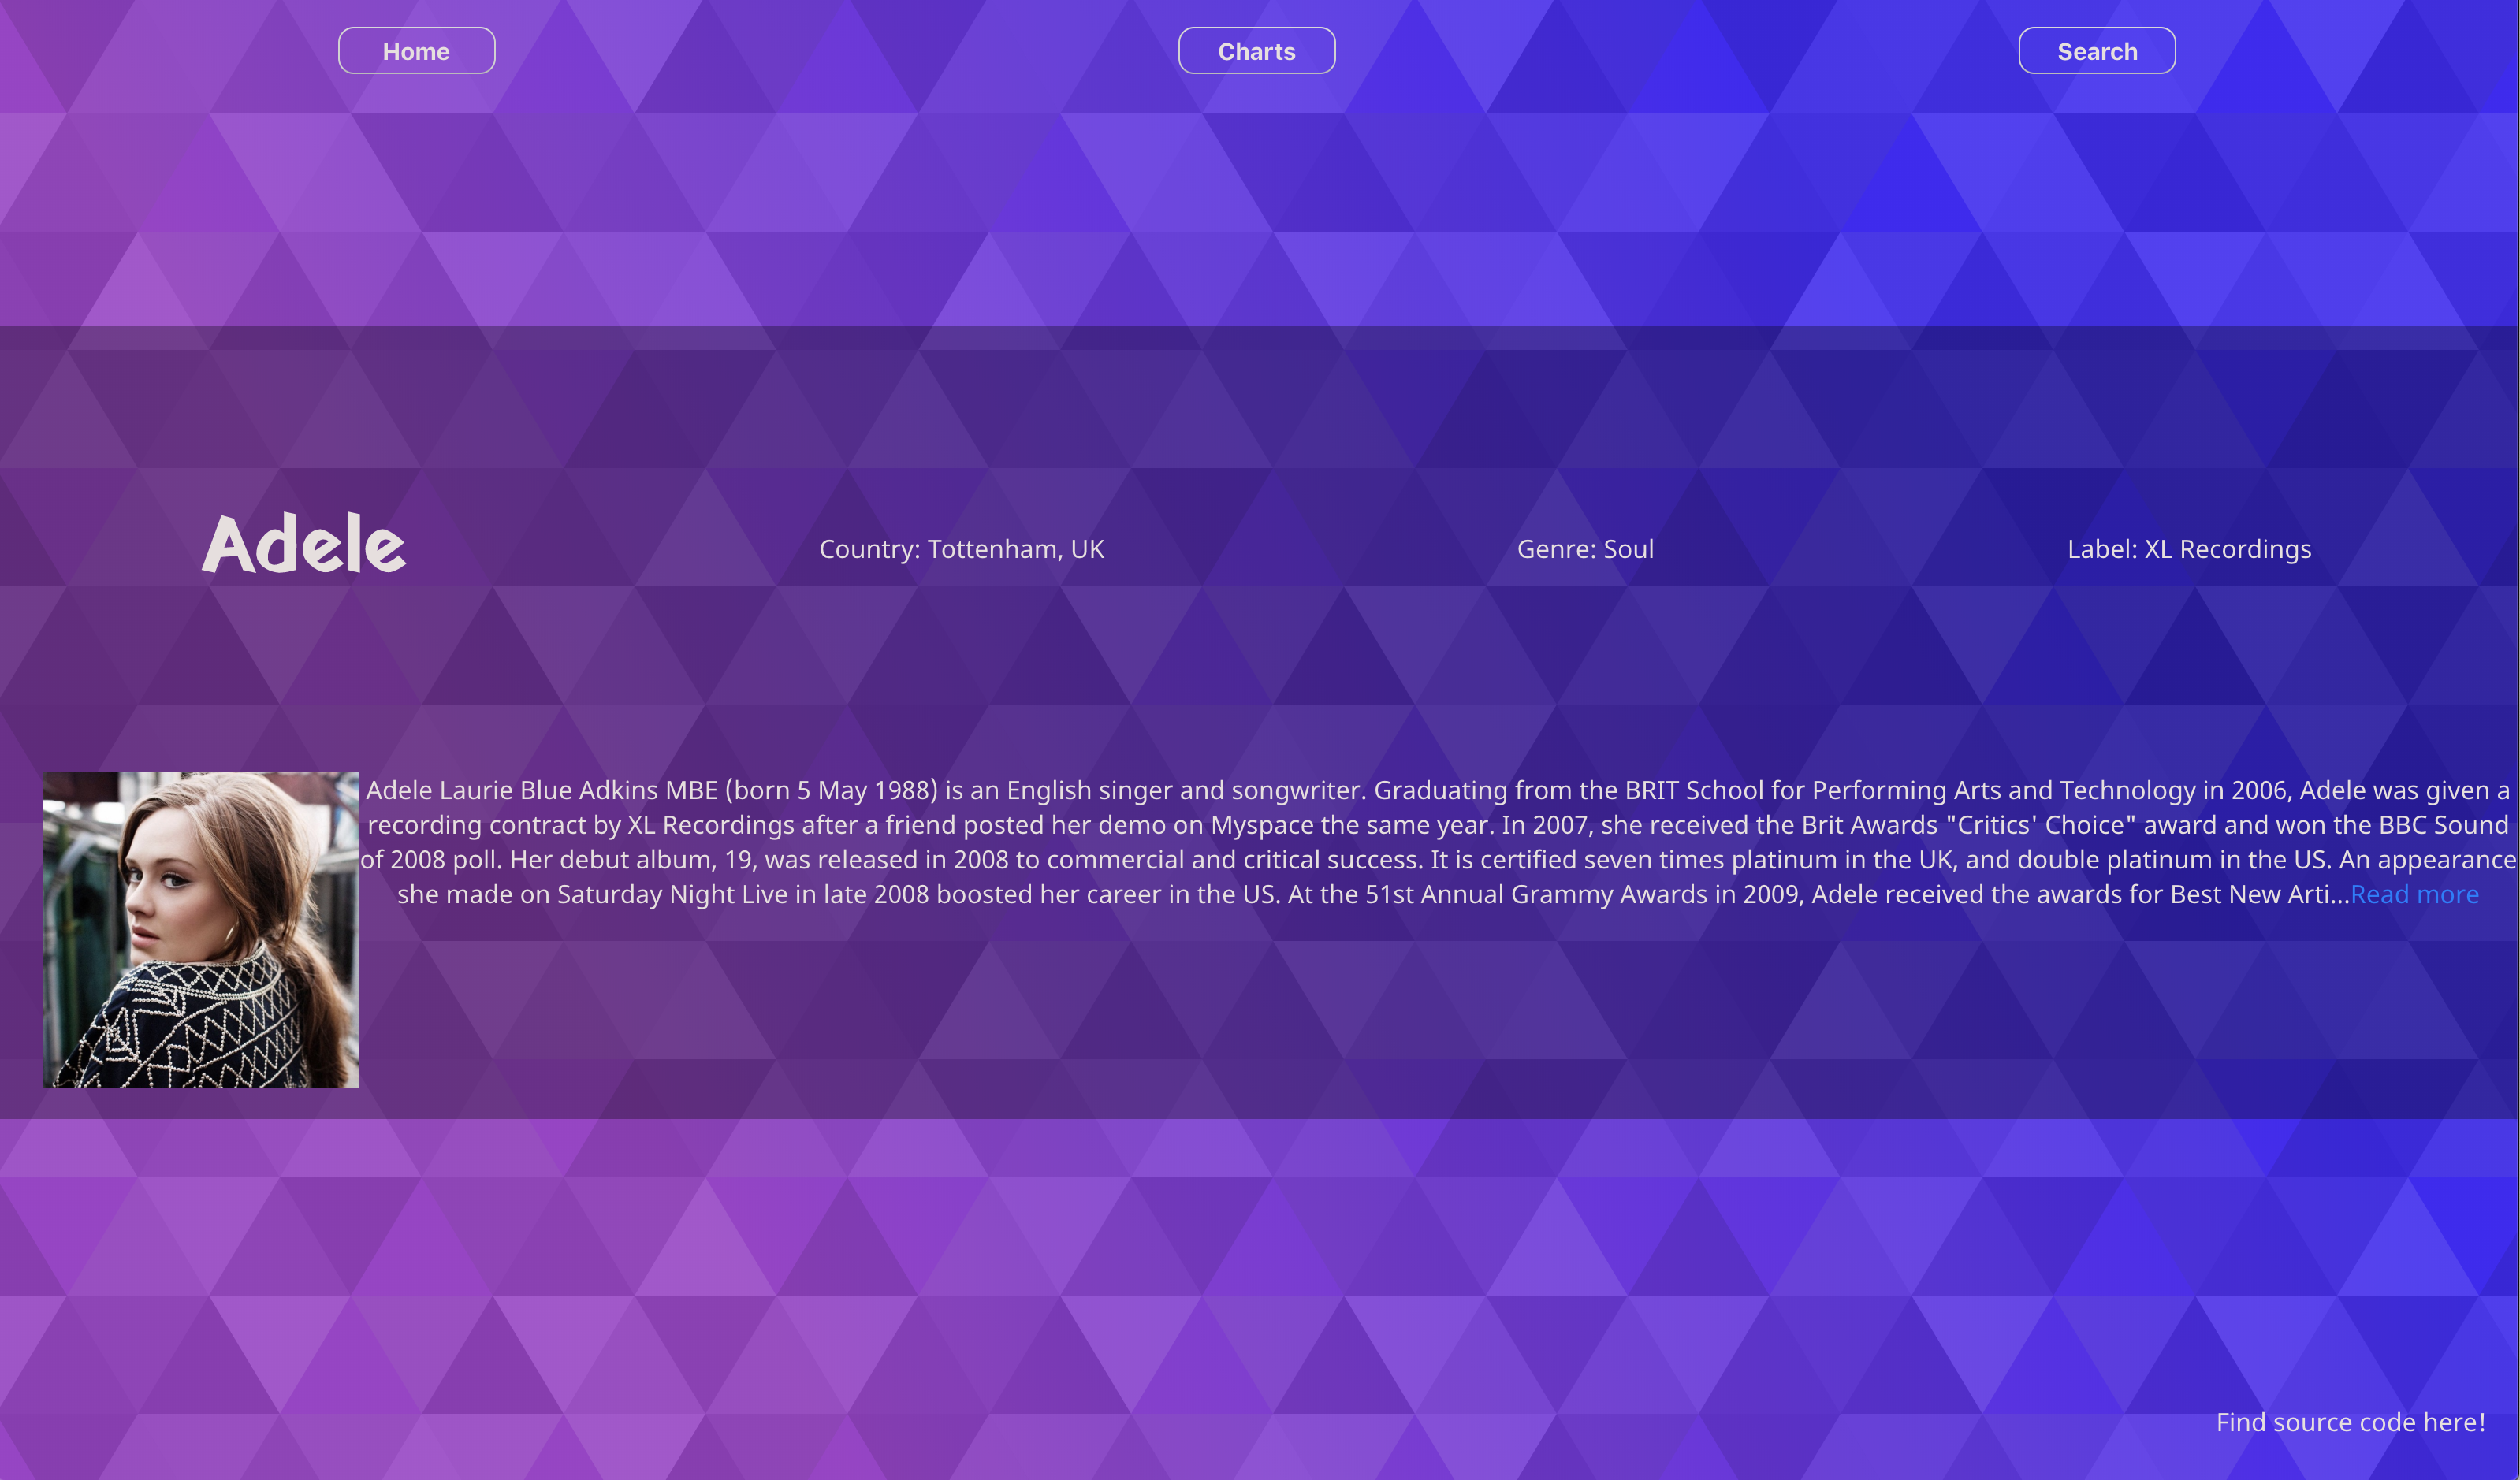 Home
Charts
Search
Adele
Country: Tottenham, UK
Genre: Soul
Label: XL Recordings
Adele Laurie Blue Adkins MBE (born 5 May 1988) is an English singer and songwriter. Graduating from the BRIT School for Performing Arts and Technology in 2006, Adele was given a
recording contract by XL Recordings after a friend posted her demo on Myspace the same year. In 2007, she received the Brit Awards "Critics' Choice" award and won the BBC Sound
of 2008 poll. Her debut album, 19, was released in 2008 to commercial and critical success. It is certified seven times platinum in the UK, and double platinum in the US. An appearance
she made on Saturday Night Live in late 2008 boosted her career in the US. At the 51st Annual Grammy Awards in 2009, Adele received the awards for Best New Arti...Read more
Find source code here!